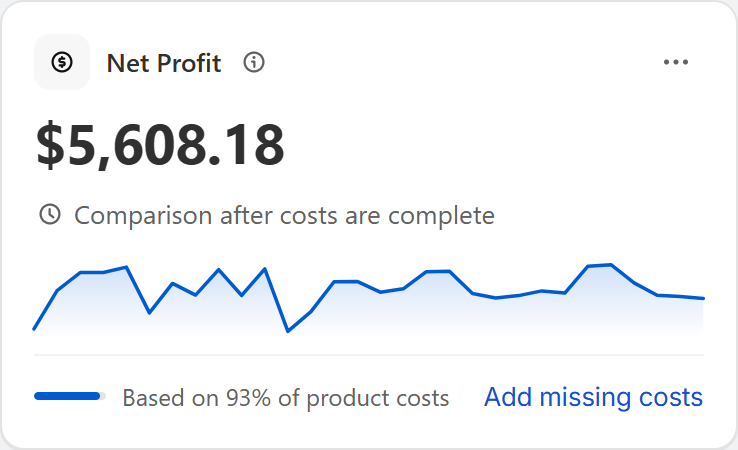 Net Profit
$5,608.18
Comparison after costs are complete
Based on 93% of product costs
Add missing costs